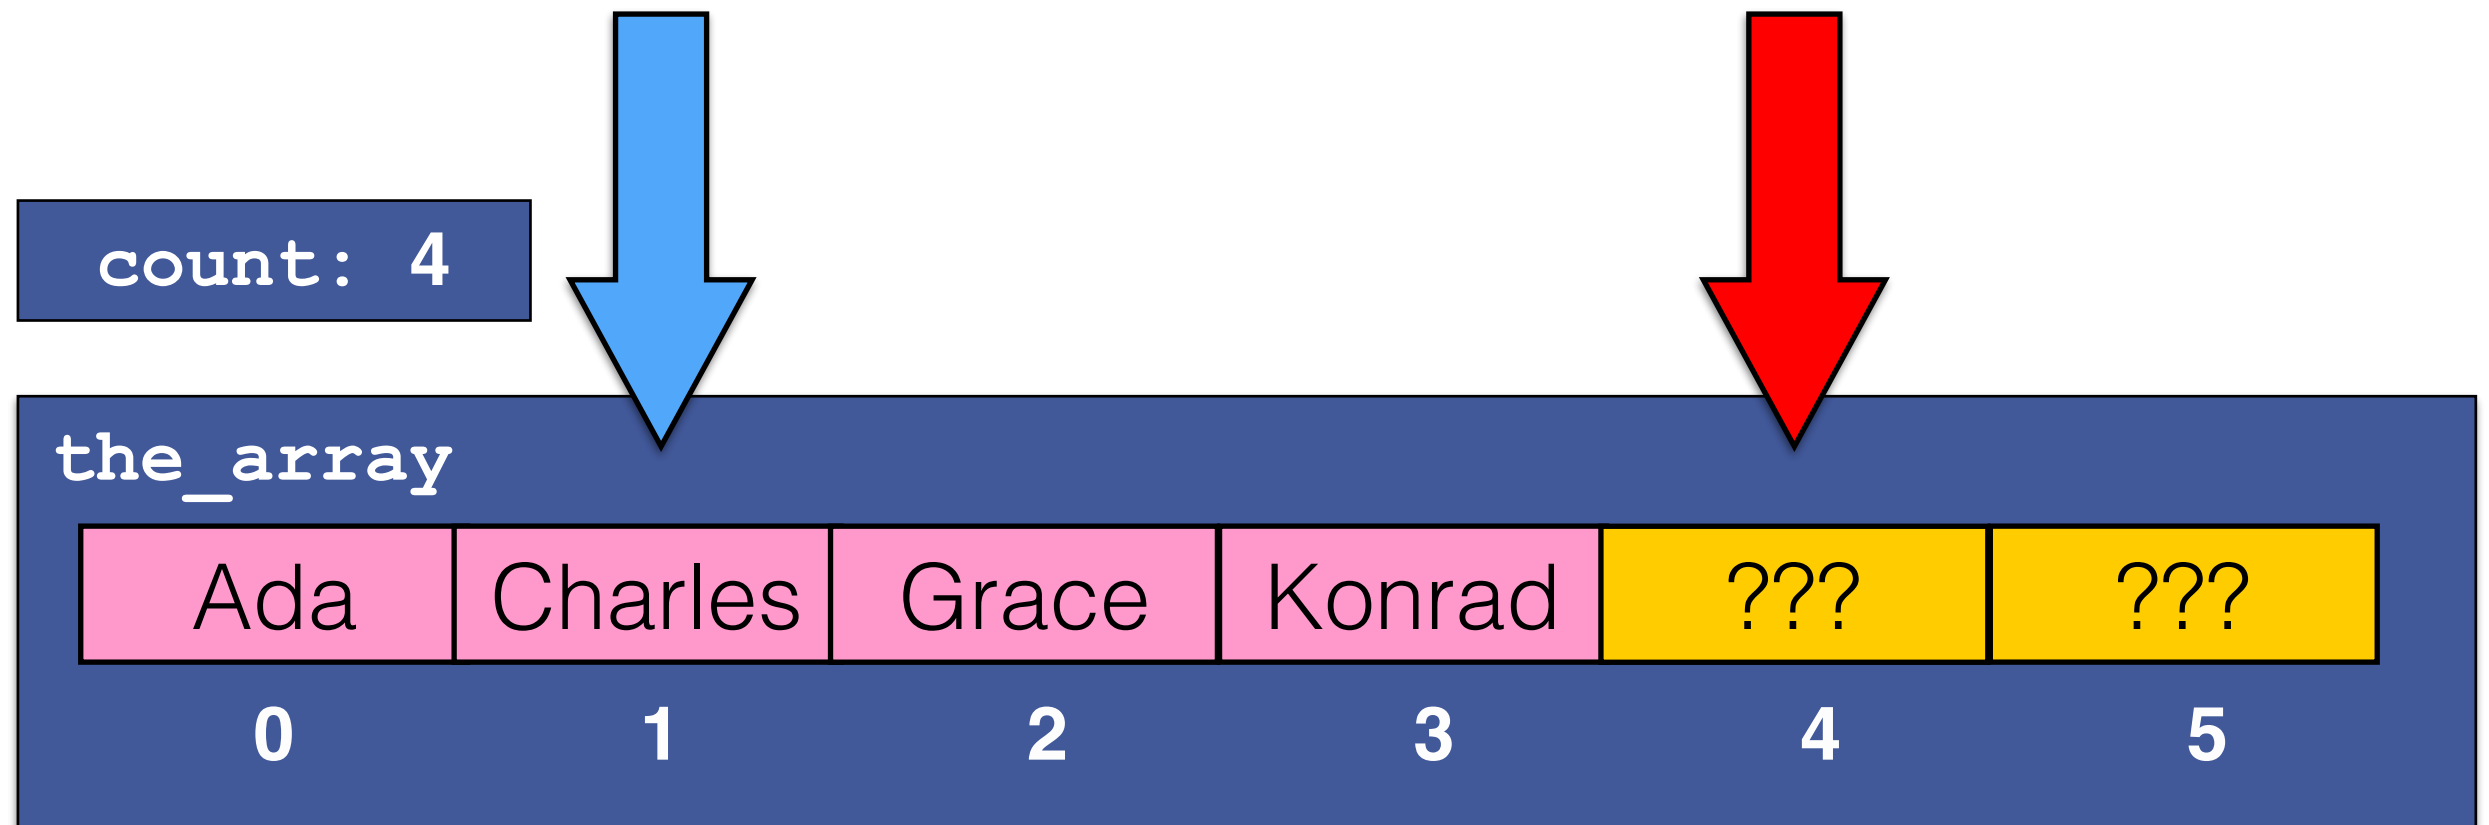 count: 4
the_array
Ada Charles Grace Konrad ??? ???
0 1 2 3 4 5